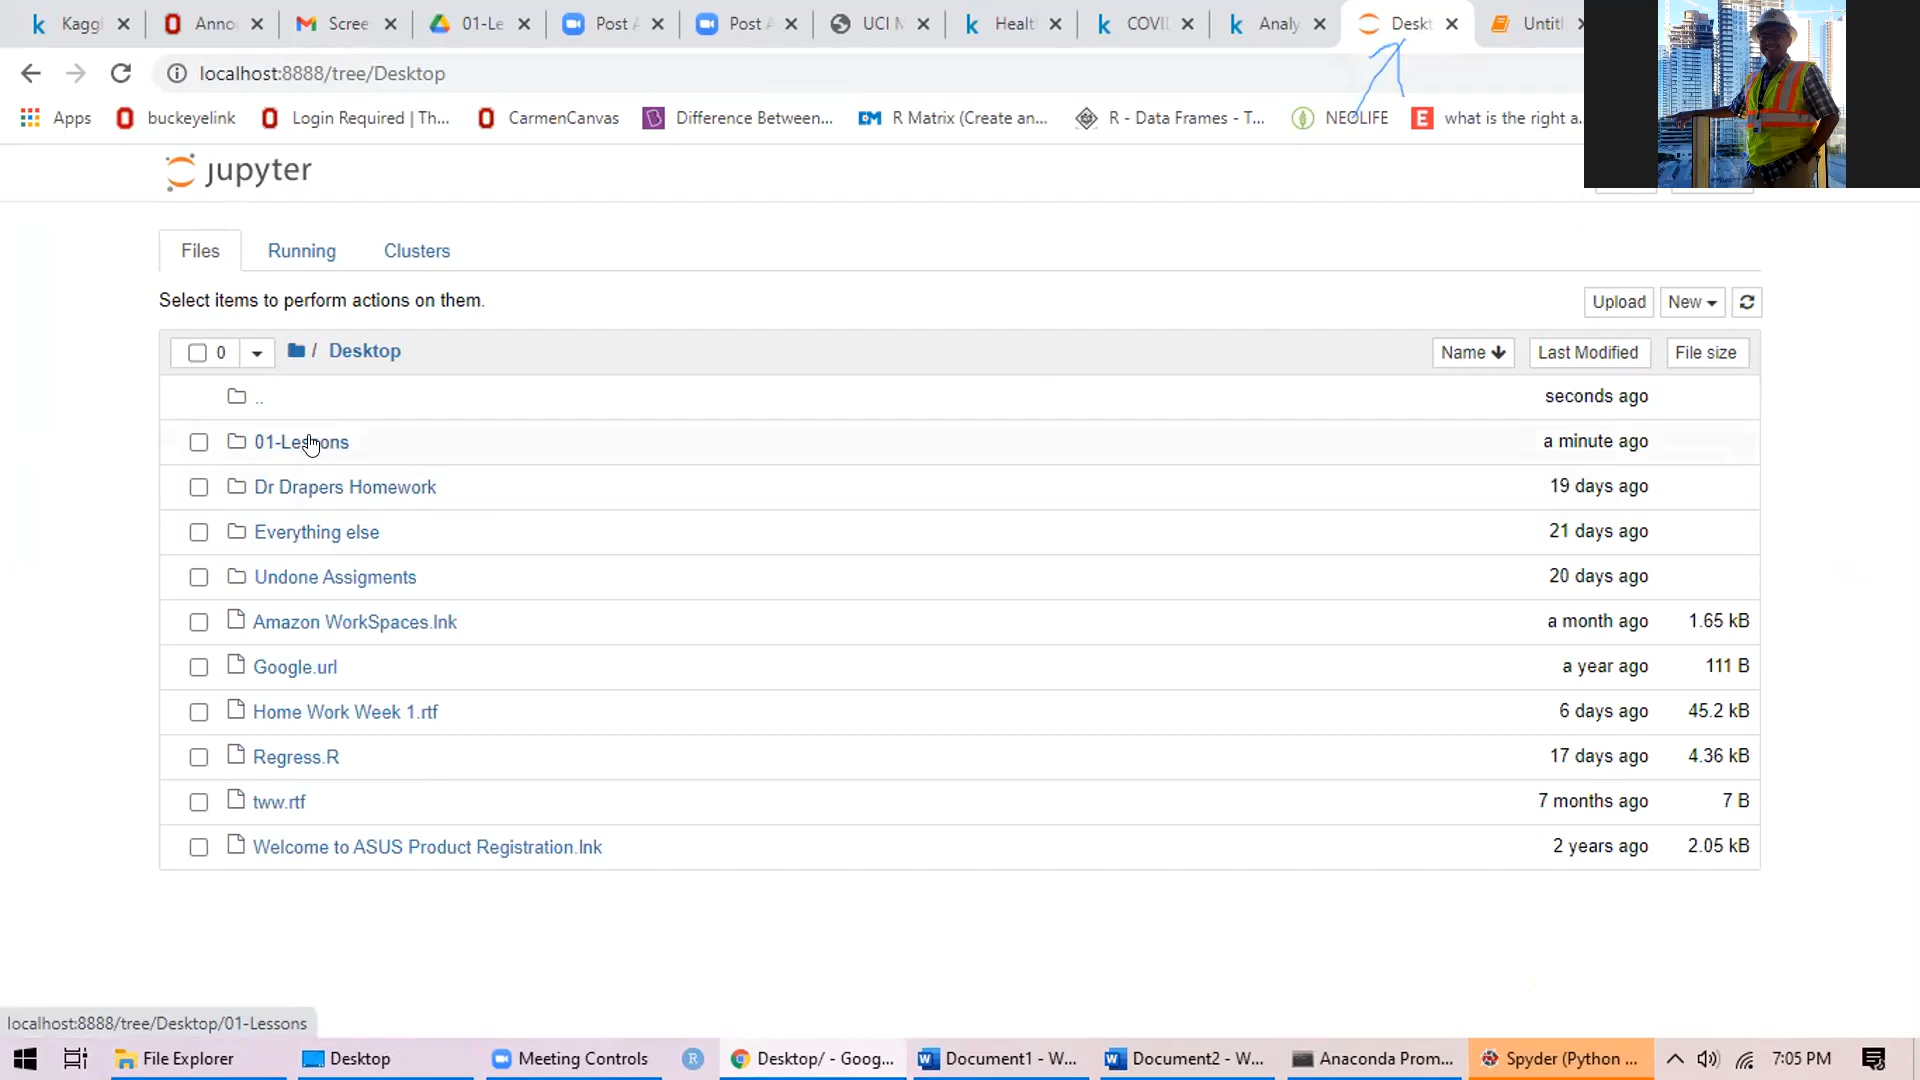 Kaggl Anno Scree 01-Le Post A Post A UCI M Health COVI Analy Deskt Untitl
localhost:8888/tree/Desktop
Apps buckeyelink Login Required | Th... CarmenCanvas Difference Between... DM R Matrix (Create an... R - Data Frames - T... NEOLIFE E what is the right a...
jupyter
Files Running Clusters
Select items to perform actions on them.
Upload New
0 / Desktop Name Last Modified File size
.. seconds ago
01-Lessons a minute ago
Dr Drapers Homework 19 days ago
Everything else 21 days ago
Undone Assigments 20 days ago
Amazon WorkSpaces.lnk a month ago 1.65 kB
Google.url a year ago 111 B
Home Work Week 1.rtf 6 days ago 45.2 kB
Regress.R 17 days ago 4.36 kB
tww.rtf 7 months ago 7 B
Welcome to ASUS Product Registration.lnk 2 years ago 2.05 kB
localhost:8888/tree/Desktop/01-Lessons
File Explorer Desktop Meeting Controls R Desktop/ - Goog... Document1 - W... Document2 - W... Anaconda Prom... Spyder (Python ... 7:05 PM